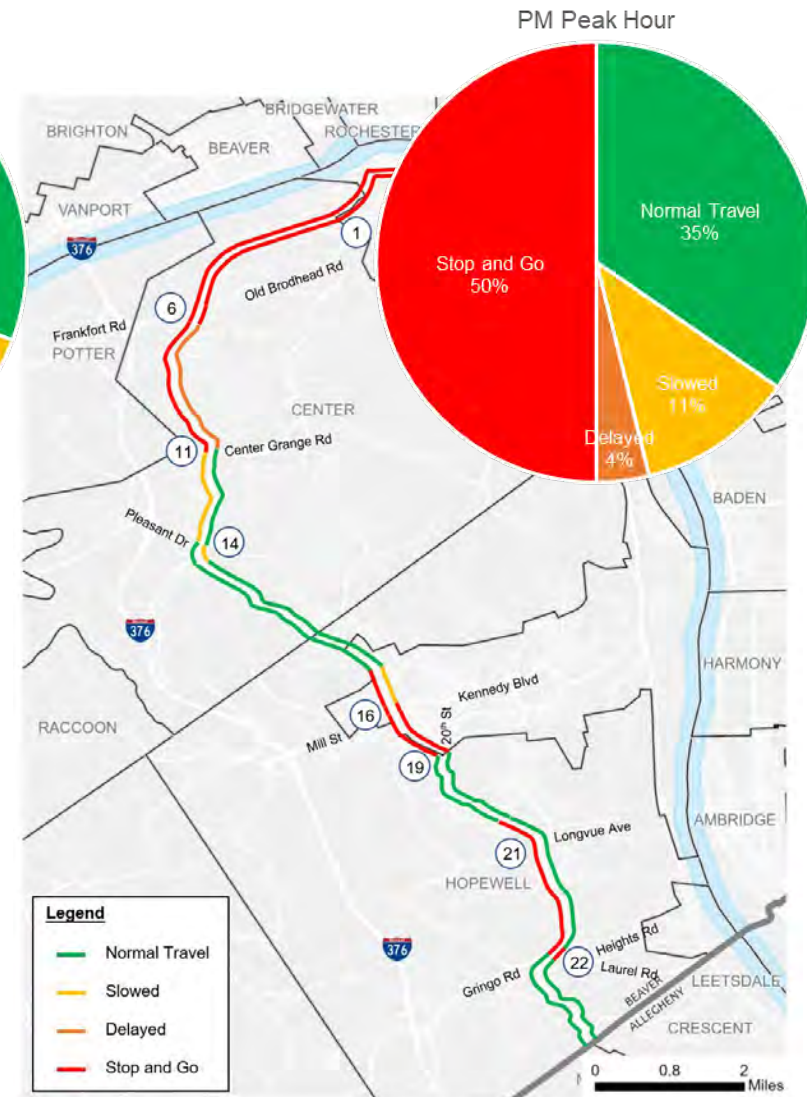 PM Peak Hour
Normal Travel
35%
Stop and Go
50%
Slowed
11%
Delayed
4%
BRIDGEWATER
BRIGHTON
ROCHESTER
BEAVER
VANPORT
376
1
Old Brodhead Rd
6
Frankfort Rd
POTTER
CENTER
11
Center Grange Rd
BADEN
Pleasant Dr
14
376
HARMONY
Kennedy Blvd
20th St
RACCOON
16
Mill St
19
AMBRIDGE
Longvue Ave
21
HOPEWELL
376
22
Heights Rd
Laurel Rd
Gringo Rd
BEAVER
ALLEGHENY
LEETSDALE
CRESCENT
Legend
Normal Travel
Slowed
Delayed
Stop and Go
0 0.8 2
Miles